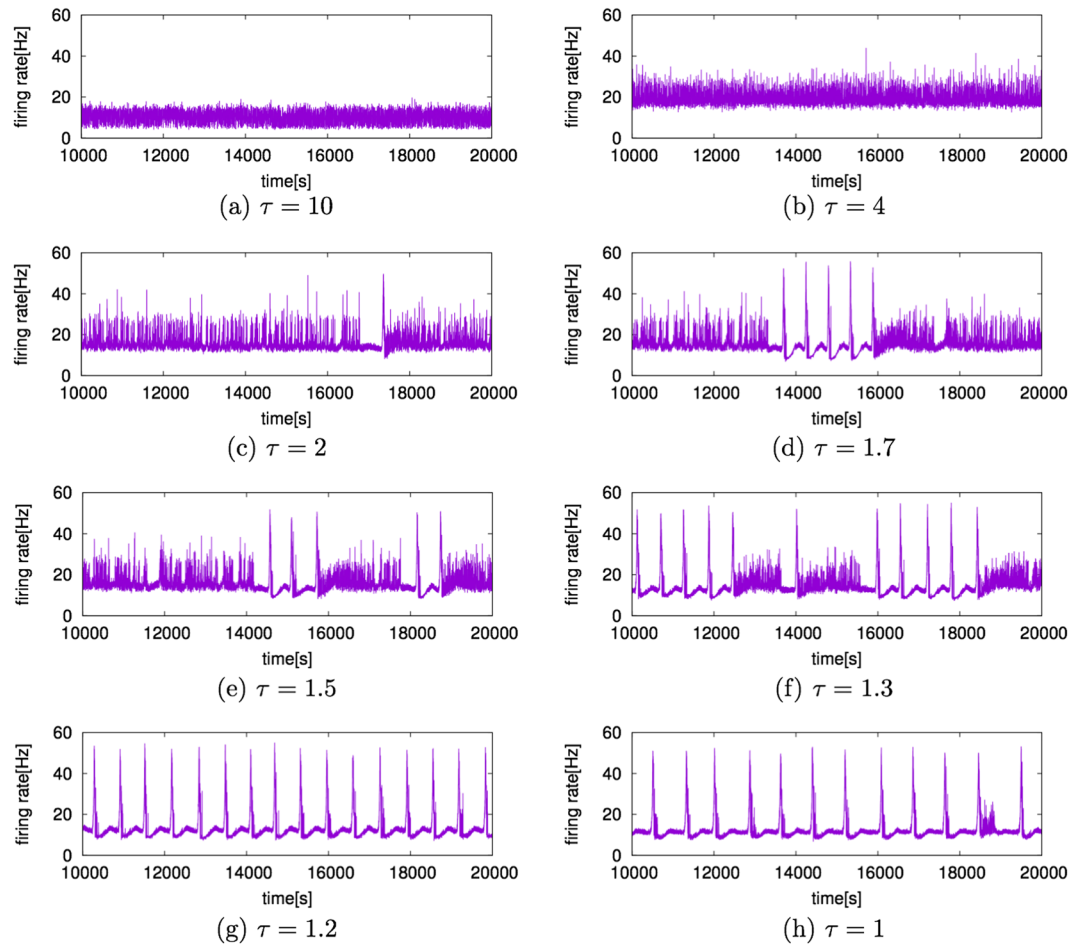 60
40
20
0
firing rate[Hz]
10000 12000 14000 16000 18000 20000
time[s]
(a) τ = 10
60
40
20
0
firing rate[Hz]
10000 12000 14000 16000 18000 20000
time[s]
(b) τ = 4
60
40
20
0
firing rate[Hz]
10000 12000 14000 16000 18000 20000
time[s]
(c) τ = 2
60
40
20
0
firing rate[Hz]
10000 12000 14000 16000 18000 20000
time[s]
(d) τ = 1.7
60
40
20
0
firing rate[Hz]
10000 12000 14000 16000 18000 20000
time[s]
(e) τ = 1.5
60
40
20
0
firing rate[Hz]
10000 12000 14000 16000 18000 20000
time[s]
(f) τ = 1.3
60
40
20
0
firing rate[Hz]
10000 12000 14000 16000 18000 20000
time[s]
(g) τ = 1.2
60
40
20
0
firing rate[Hz]
10000 12000 14000 16000 18000 20000
time[s]
(h) τ = 1